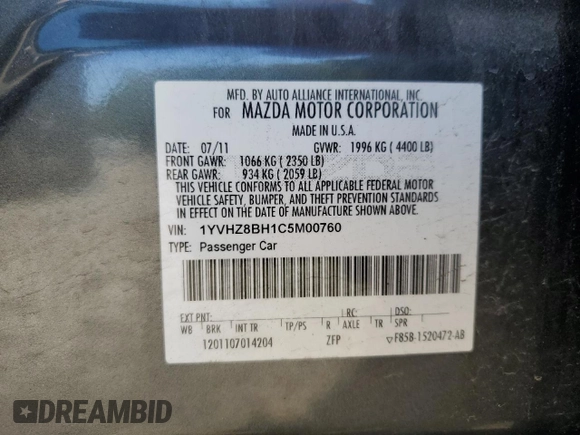 MFD. BY AUTO ALLIANCE INTERNATIONAL, INC.
FOR MAZDA MOTOR CORPORATION
MADE IN U.S.A.
DATE: 07/11 GVWR: 1996 KG ( 4400 LB)
FRONT GAWR: 1066 KG ( 2350 LB)
REAR GAWR: 934 KG ( 2059 LB)
THIS VEHICLE CONFORMS TO ALL APPLICABLE FEDERAL MOTOR
VEHICLE SAFETY, BUMPER, AND THEFT PREVENTION STANDARDS
IN EFFECT ON THE DATE OF MANUFACTURE SHOWN ABOVE.
VIN: 1YVHZ8BH1C5M00760
TYPE: Passenger Car
EXT PNT: RC: DSO:
WB BRK INT TR TP/PS R AXLE TR SPR
1201107014204 ZFP F85B-1520472-AB
DREAMBID